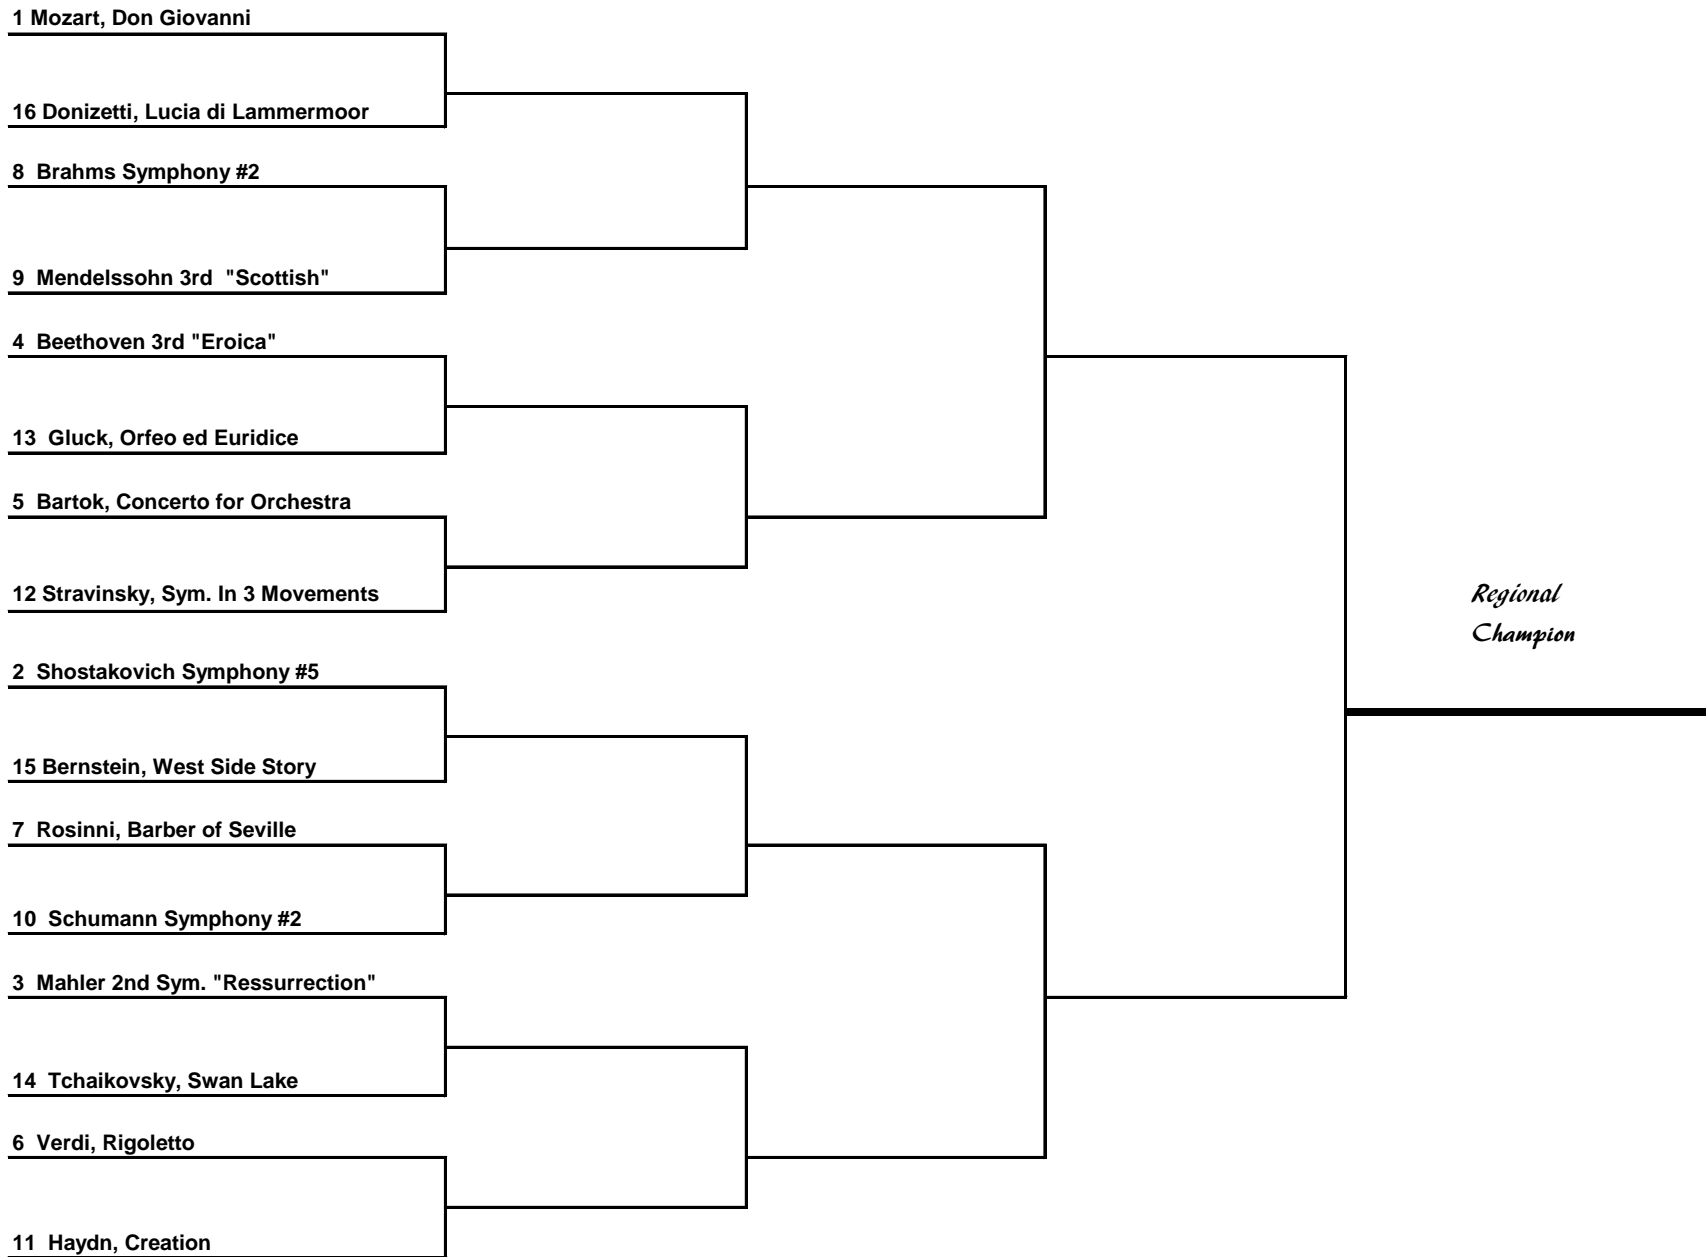 1 Mozart, Don Giovanni
16 Donizetti, Lucia di Lammermoor
8 Brahms Symphony #2
9 Mendelssohn 3rd "Scottish"
4 Beethoven 3rd "Eroica"
13 Gluck, Orfeo ed Euridice
5 Bartok, Concerto for Orchestra
12 Stravinsky, Sym. In 3 Movements
2 Shostakovich Symphony #5
15 Bernstein, West Side Story
7 Rosinni, Barber of Seville
10 Schumann Symphony #2
3 Mahler 2nd Sym. "Ressurrection"
14 Tchaikovsky, Swan Lake
6 Verdi, Rigoletto
11 Haydn, Creation
Regional
Champion